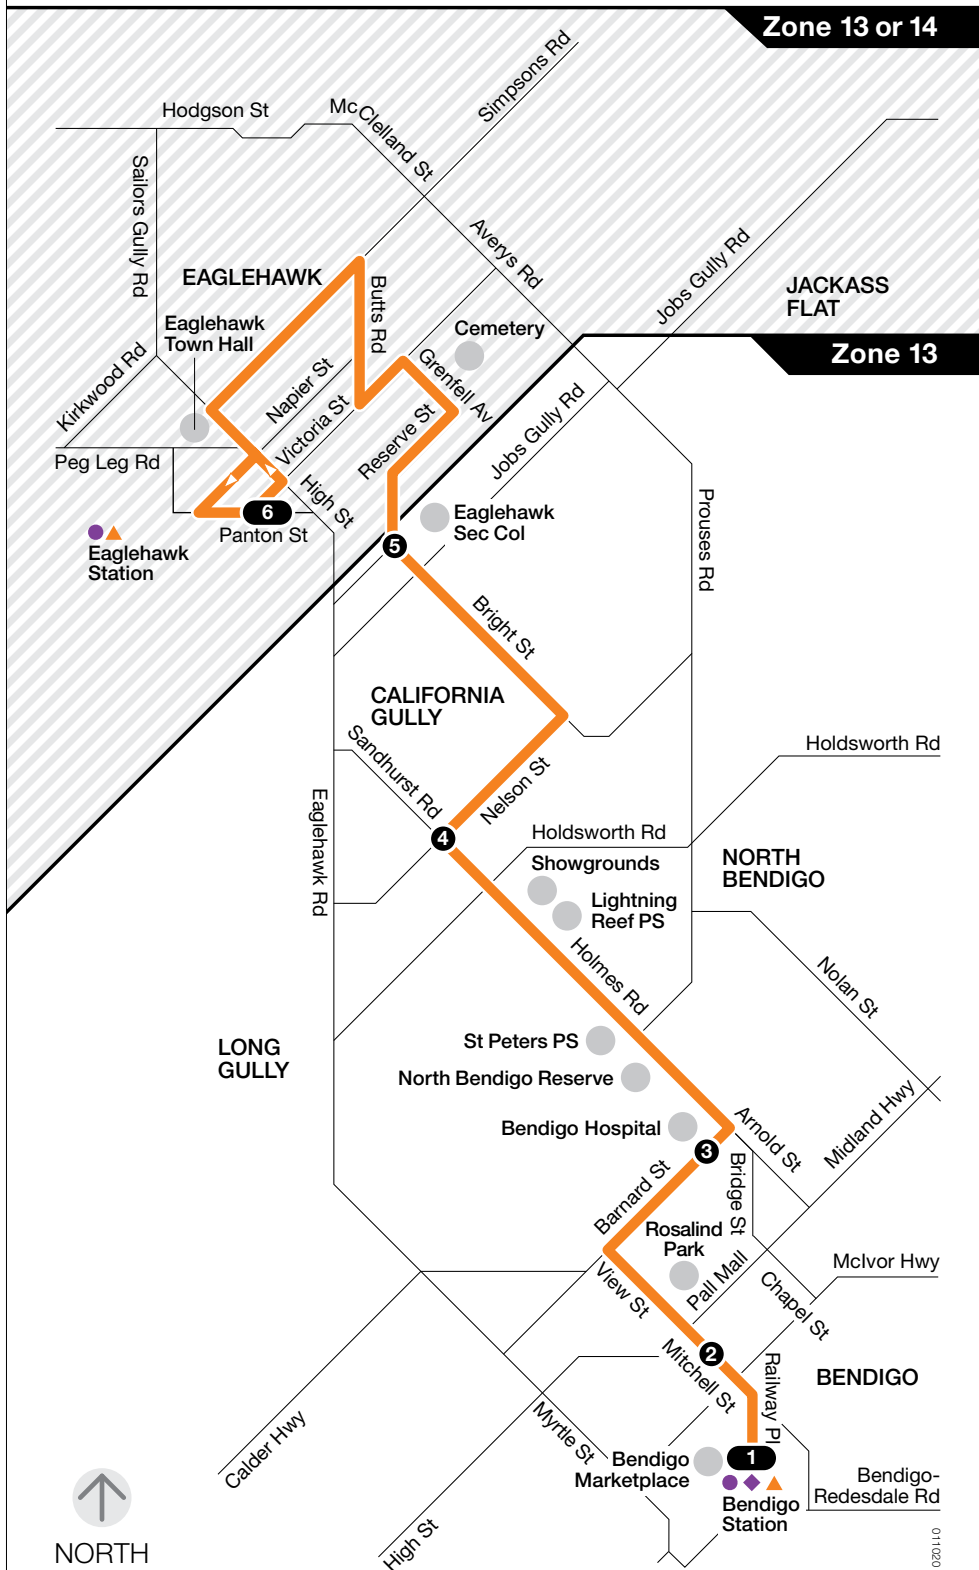 Zone 13 or 14
Simpsons Rd
Hodgson St
McClelland St
Sailors Gully Rd
Averys Rd
Jobs Gully Rd
EAGLEHAWK
Butts Rd
JACKASS
FLAT
Eaglehawk
Town Hall
Cemetery
Zone 13
Kirkwood Rd
Napier St
Grenfell Av
Victoria St
Reserve St
Jobs Gully Rd
Peg Leg Rd
High St
6
Panton St
Eaglehawk
Sec Col
Prouses Rd
Eaglehawk
Station
5
Bright St
CALIFORNIA
GULLY
Sandhurst Rd
Nelson St
Holdsworth Rd
Eaglehawk Rd
4
Holdsworth Rd
Showgrounds
NORTH
BENDIGO
Lightning
Reef PS
Holmes Rd
Nolan St
LONG
GULLY
St Peters PS
North Bendigo Reserve
Bendigo Hospital
Arnold St
Midland Hwy
3
Bridge St
Barnard St
Rosalind
Park
View St
Pall Mall
McIvor Hwy
Chapel St
2
Mitchell St
Railway Pl
BENDIGO
Calder Hwy
Myrtle St
Bendigo
Marketplace
1
Bendigo-
Redesdale Rd
Bendigo
Station
High St
NORTH
011020